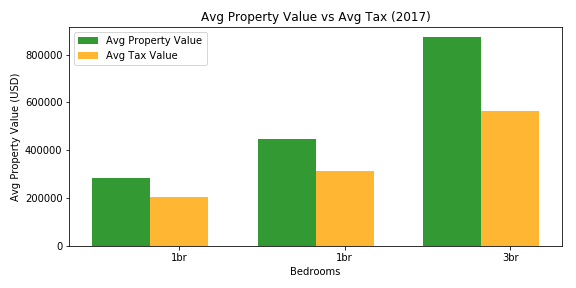 Avg Property Value vs Avg Tax (2017)
Avg Property Value
Avg Tax Value
Avg Property Value (USD)
800000
600000
400000
200000
0
1br
1br
3br
Bedrooms